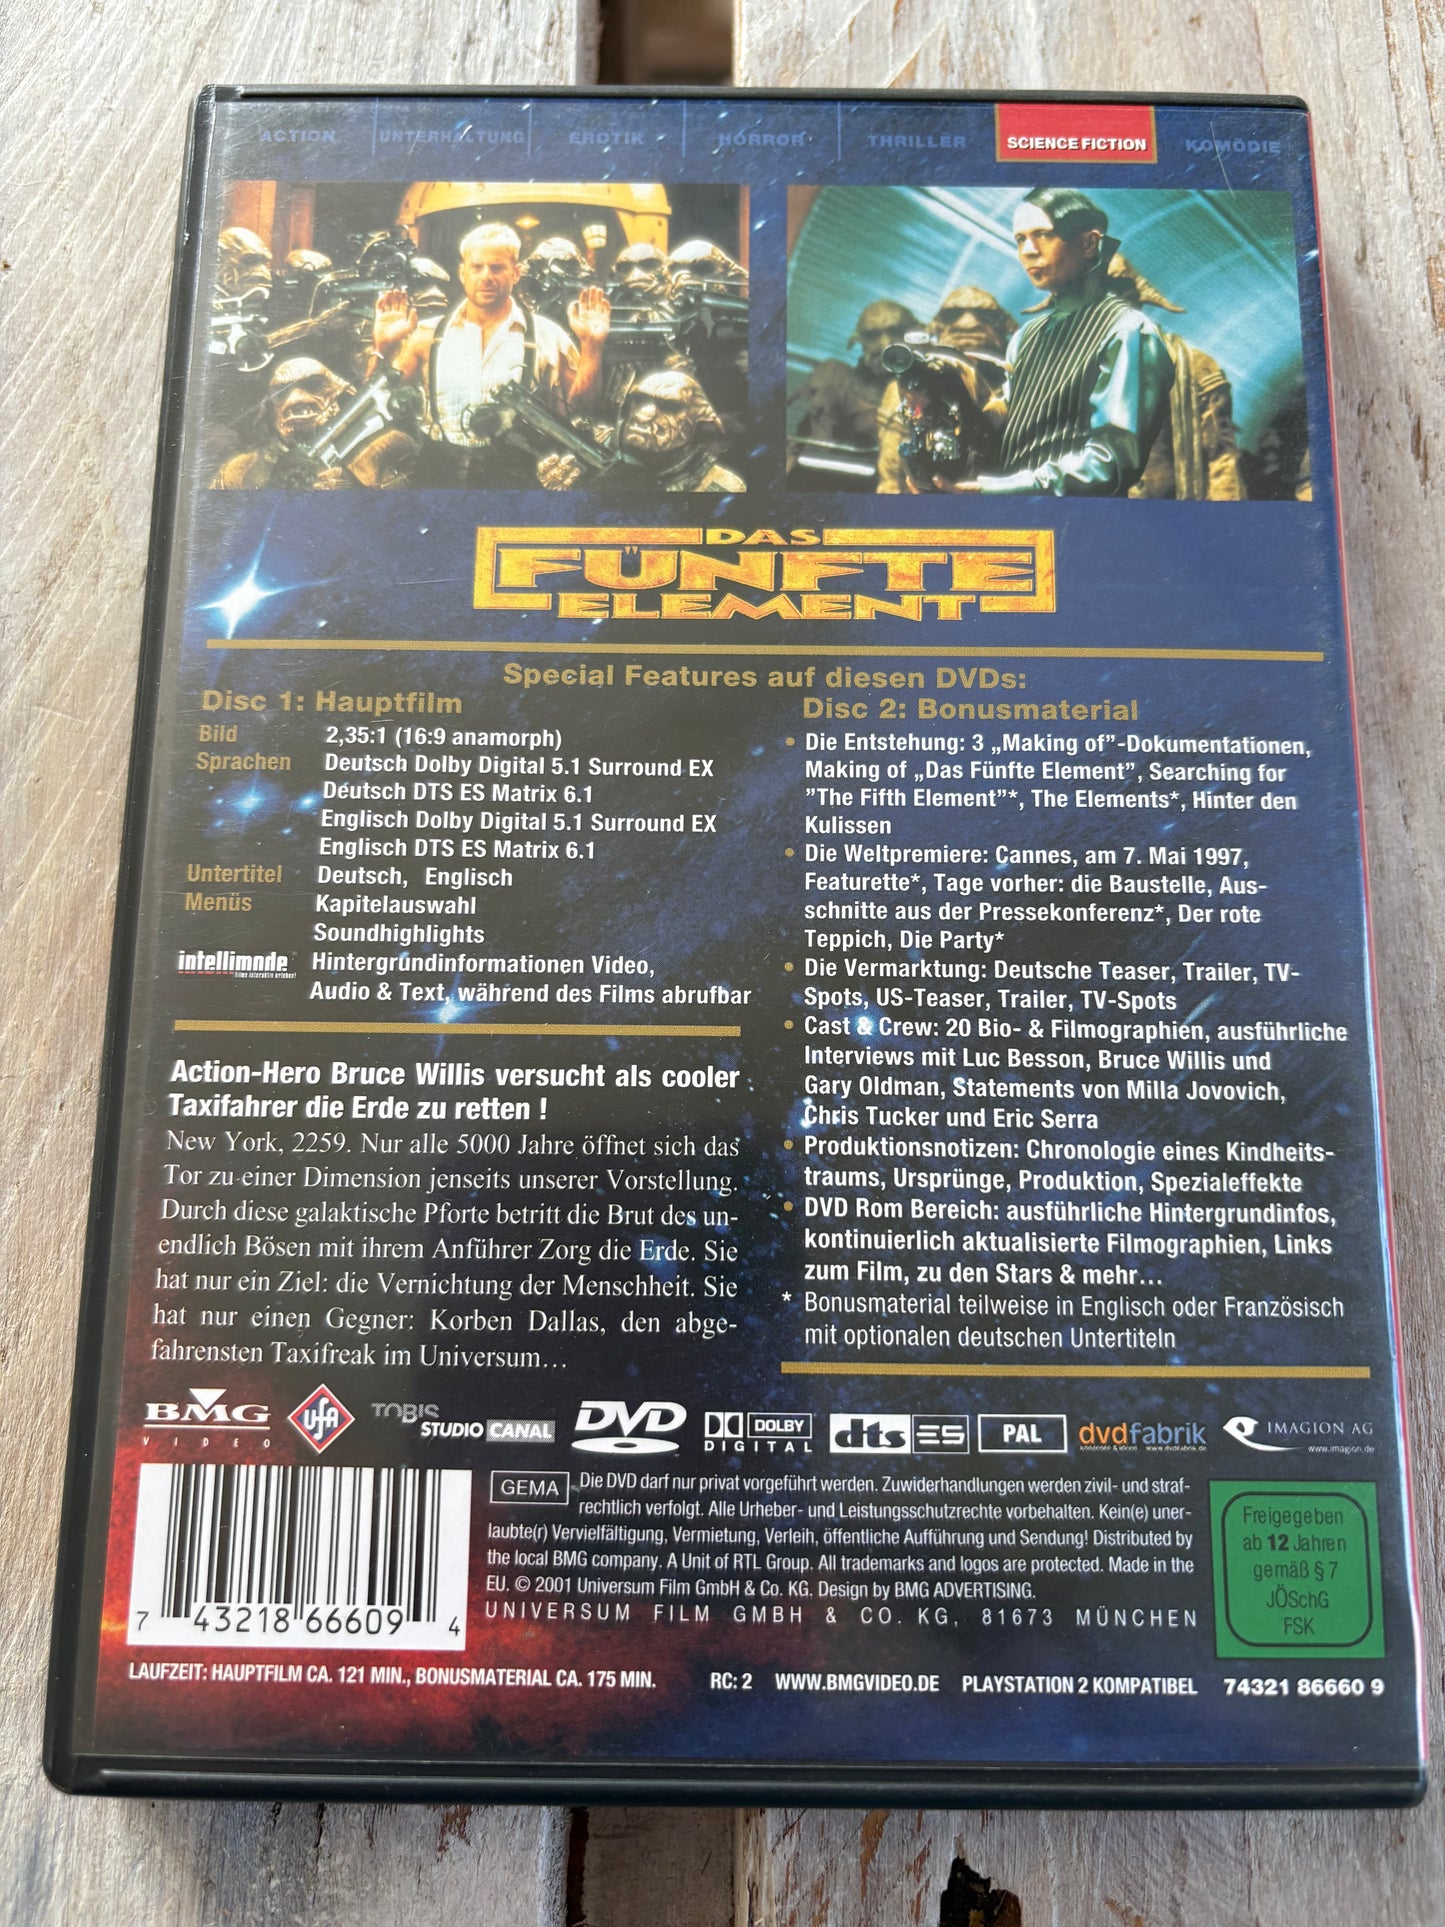 ACTION UNTERHALTUNG EROTIK HORROR THRILLER SCIENCE FICTION KOMÖDIE
DAS
FÜNFTE
ELEMENT
Special Features auf diesen DVDs:
Disc 1: Hauptfilm
Bild 2,35:1 (16:9 anamorph)
Sprachen Deutsch Dolby Digital 5.1 Surround EX
Deutsch DTS ES Matrix 6.1
Englisch Dolby Digital 5.1 Surround EX
Englisch DTS ES Matrix 6.1
Untertitel Deutsch, Englisch
Menüs Kapitelauswahl
Soundhighlights
intellimode Hintergrundinformationen Video,
filme interaktiv erleben!
Audio & Text, während des Films abrufbar
Action-Hero Bruce Willis versucht als cooler
Taxifahrer die Erde zu retten !
New York, 2259. Nur alle 5000 Jahre öffnet sich das
Tor zu einer Dimension jenseits unserer Vorstellung.
Durch diese galaktische Pforte betritt die Brut des un-
endlich Bösen mit ihrem Anführer Zorg die Erde. Sie
hat nur ein Ziel: die Vernichtung der Menschheit. Sie
hat nur einen Gegner: Korben Dallas, den abge-
fahrensten Taxifreak im Universum...
Disc 2: Bonusmaterial
• Die Entstehung: 3 „Making of”-Dokumentationen,
Making of „Das Fünfte Element”, Searching for
”The Fifth Element”*, The Elements*, Hinter den
Kulissen
• Die Weltpremiere: Cannes, am 7. Mai 1997,
Featurette*, Tage vorher: die Baustelle, Aus-
schnitte aus der Pressekonferenz*, Der rote
Teppich, Die Party*
• Die Vermarktung: Deutsche Teaser, Trailer, TV-
Spots, US-Teaser, Trailer, TV-Spots
• Cast & Crew: 20 Bio- & Filmographien, ausführliche
Interviews mit Luc Besson, Bruce Willis und
Gary Oldman, Statements von Milla Jovovich,
Chris Tucker und Eric Serra
• Produktionsnotizen: Chronologie eines Kindheits-
traums, Ursprünge, Produktion, Spezialeffekte
• DVD Rom Bereich: ausführliche Hintergrundinfos,
kontinuierlich aktualisierte Filmographien, Links
zum Film, zu den Stars & mehr...
* Bonusmaterial teilweise in Englisch oder Französisch
mit optionalen deutschen Untertiteln
BMG
VIDEO
UFA
TOBIS
STUDIO CANAL
DVD
VIDEO
DOLBY
DIGITAL
dts ES
PAL
dvdfabrik
konzepte & ideen www.dvdfabrik.de
IMAGION AG
www.imagion.de
GEMA Die DVD darf nur privat vorgeführt werden. Zuwiderhandlungen werden zivil- und straf-
rechtlich verfolgt. Alle Urheber- und Leistungsschutzrechte vorbehalten. Kein(e) uner-
laubte(r) Vervielfältigung, Vermietung, Verleih, öffentliche Aufführung und Sendung! Distributed by
the local BMG company. A Unit of RTL Group. All trademarks and logos are protected. Made in the
EU. © 2001 Universum Film GmbH & Co. KG. Design by BMG ADVERTISING.
UNIVERSUM FILM GMBH & CO. KG, 81673 MÜNCHEN
Freigegeben
ab 12 Jahren
gemäß § 7
JÖSchG
FSK
7 43218 66609 4
LAUFZEIT: HAUPTFILM CA. 121 MIN., BONUSMATERIAL CA. 175 MIN. RC: 2 WWW.BMGVIDEO.DE PLAYSTATION 2 KOMPATIBEL 74321 86660 9